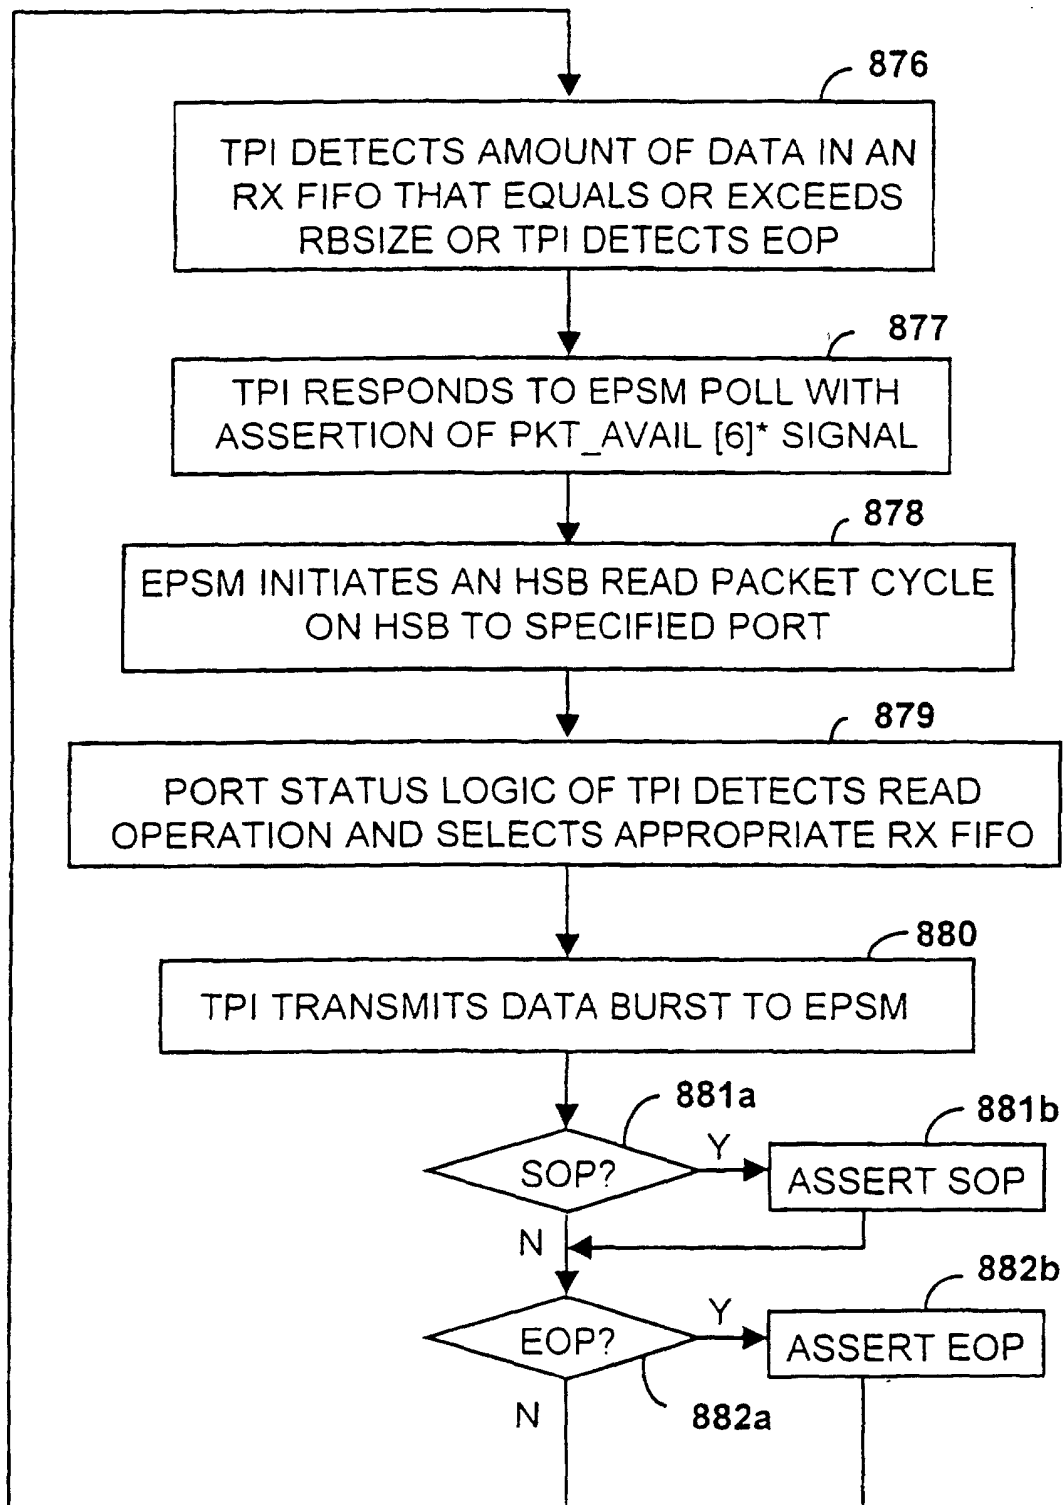 876
TPI DETECTS AMOUNT OF DATA IN AN
RX FIFO THAT EQUALS OR EXCEEDS
RBSIZE OR TPI DETECTS EOP
877
TPI RESPONDS TO EPSM POLL WITH
ASSERTION OF PKT_AVAIL [6]* SIGNAL
878
EPSM INITIATES AN HSB READ PACKET CYCLE
ON HSB TO SPECIFIED PORT
879
PORT STATUS LOGIC OF TPI DETECTS READ
OPERATION AND SELECTS APPROPRIATE RX FIFO
880
TPI TRANSMITS DATA BURST TO EPSM
881a
881b
SOP?
Y
ASSERT SOP
N
882b
EOP?
Y
ASSERT EOP
N
882a